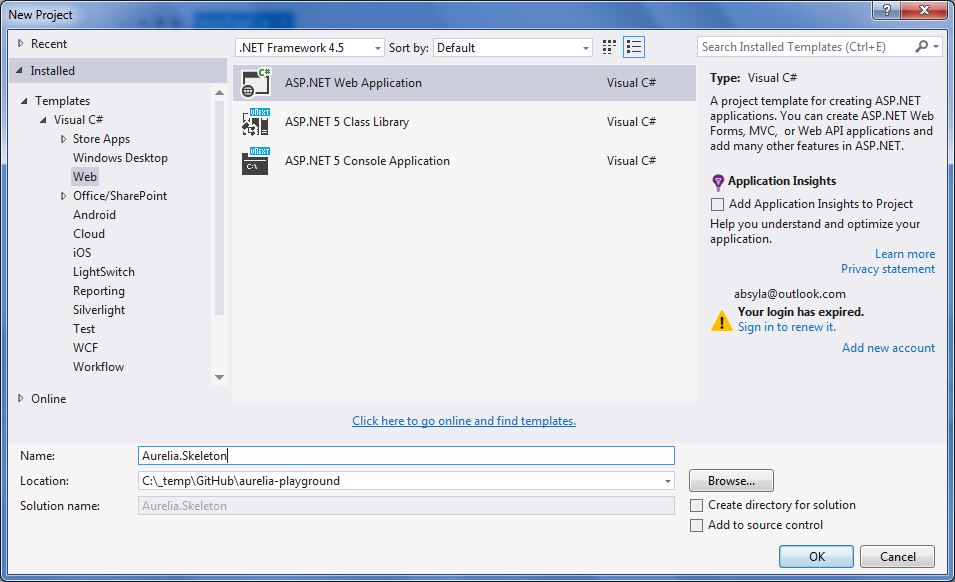 New Project
?
Recent
.NET Framework 4.5
Sort by:
Default
Search Installed Templates (Ctrl+E)
Installed
Templates
Visual C#
Store Apps
Windows Desktop
Web
Office/SharePoint
Android
Cloud
iOS
LightSwitch
Reporting
Silverlight
Test
WCF
Workflow
Online
C#
ASP.NET Web Application
Visual C#
VNEXT
ASP.NET 5 Class Library
Visual C#
VNEXT
C:\
ASP.NET 5 Console Application
Visual C#
Type: Visual C#
A project template for creating ASP.NET
applications. You can create ASP.NET Web
Forms, MVC, or Web API applications and
add many other features in ASP.NET.
Application Insights
Add Application Insights to Project
Help you understand and optimize your
application.
Learn more
Privacy statement
absyla@outlook.com
Your login has expired.
Sign in to renew it.
Add new account
Click here to go online and find templates.
Name:
Aurelia.Skeleton
Location:
C:\_temp\GitHub\aurelia-playground
Browse...
Solution name:
Aurelia.Skeleton
Create directory for solution
Add to source control
OK
Cancel